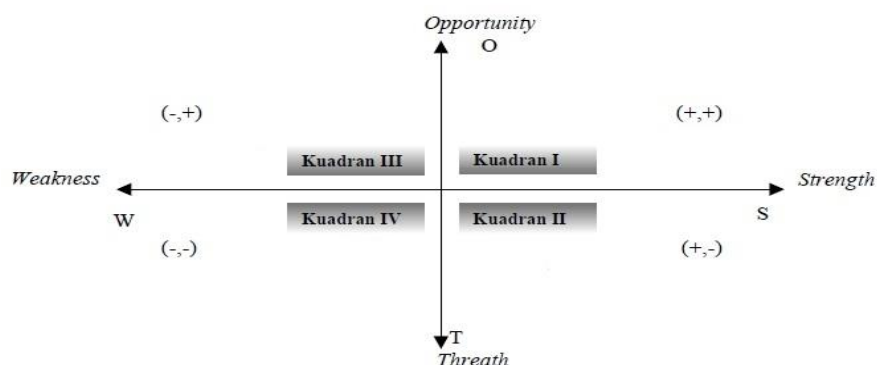 Opportunity
O
(-,+)
(+,+)
Kuadran III
Kuadran I
Weakness
Strength
Kuadran IV
Kuadran II
W
S
(-,-)
(+,-)
T
Threath